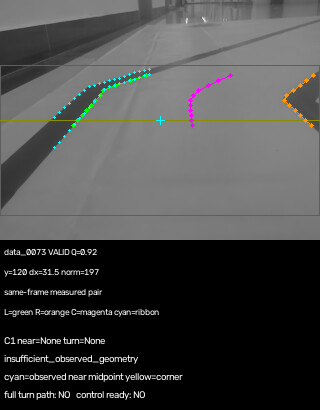 data_0073 VALID Q=0.92
y=120 dx=31.5 norm=197
same-frame measured pair
L=green R=orange C=magenta cyan=ribbon
C1 near=None turn=None
insufficient_observed_geometry
cyan=observed near midpoint yellow=corner
full turn path: NO control ready: NO